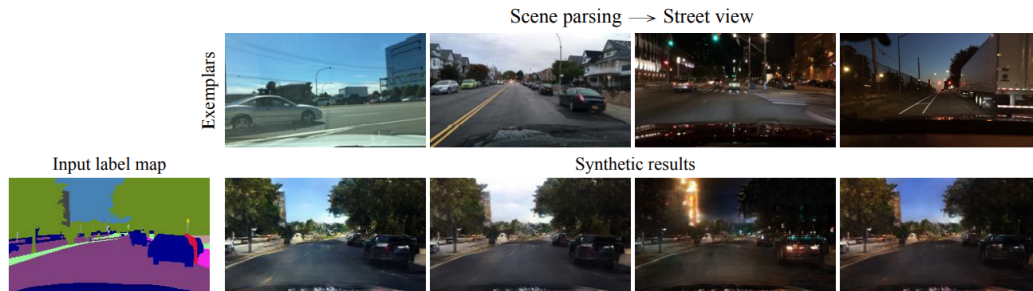 Scene parsing → Street view
Exemplars
Input label map
Synthetic results